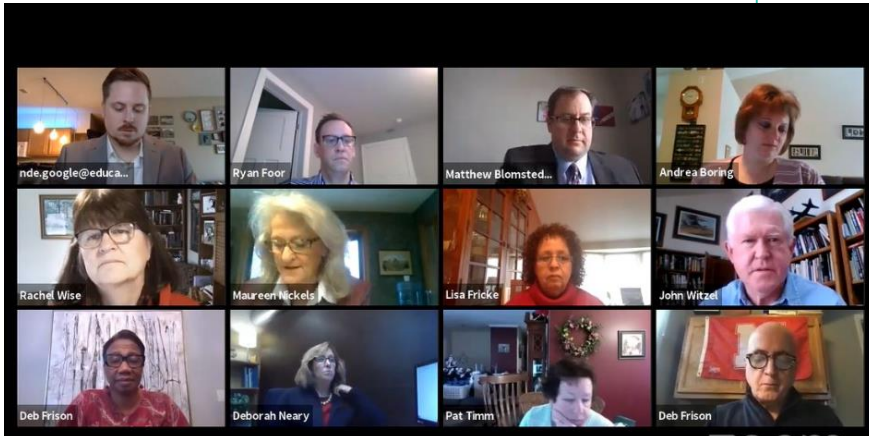 nde.google@educa...
Ryan Foor
Matthew Blomsted...
Andrea Boring
Rachel Wise
Maureen Nickels
Lisa Fricke
John Witzel
Deb Frison
Deborah Neary
Pat Timm
Deb Frison